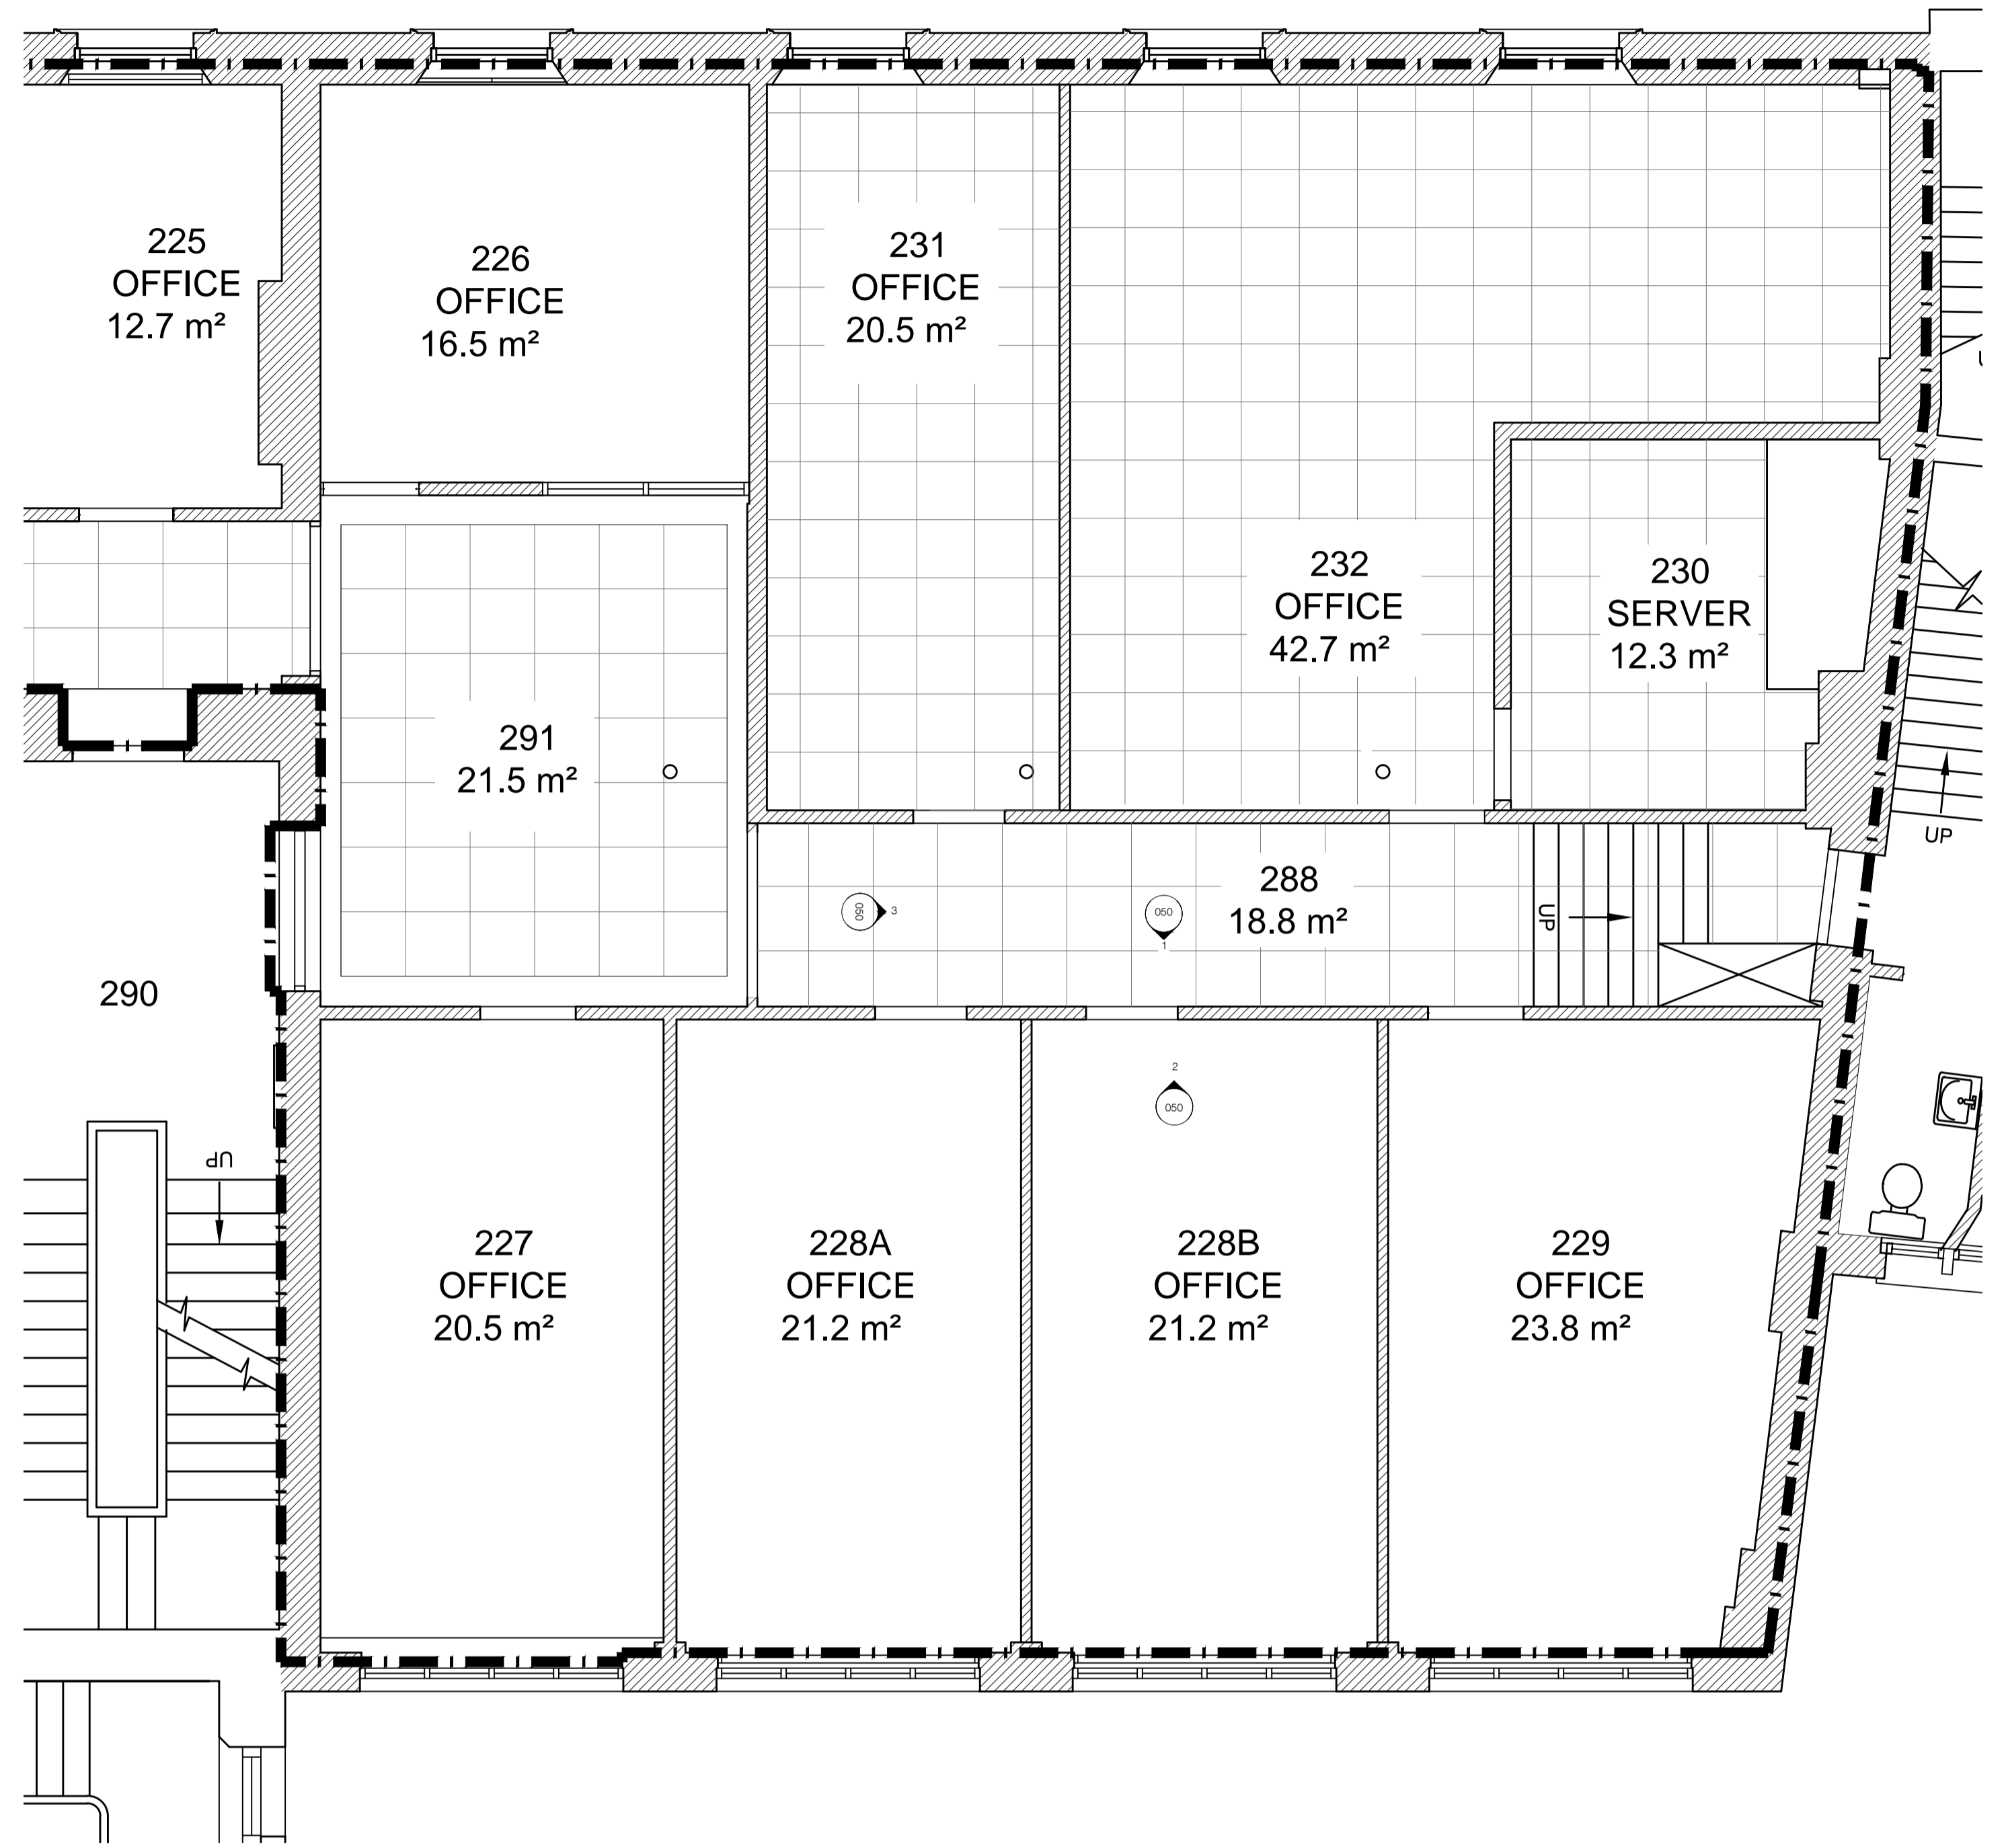 225
OFFICE
12.7 m²
226
OFFICE
16.5 m²
231
OFFICE
20.5 m²
232
OFFICE
42.7 m²
230
SERVER
12.3 m²
291
21.5 m²
UP
288
18.8 m²
050
3
050
1
UP
290
2
050
UP
227
OFFICE
20.5 m²
228A
OFFICE
21.2 m²
228B
OFFICE
21.2 m²
229
OFFICE
23.8 m²